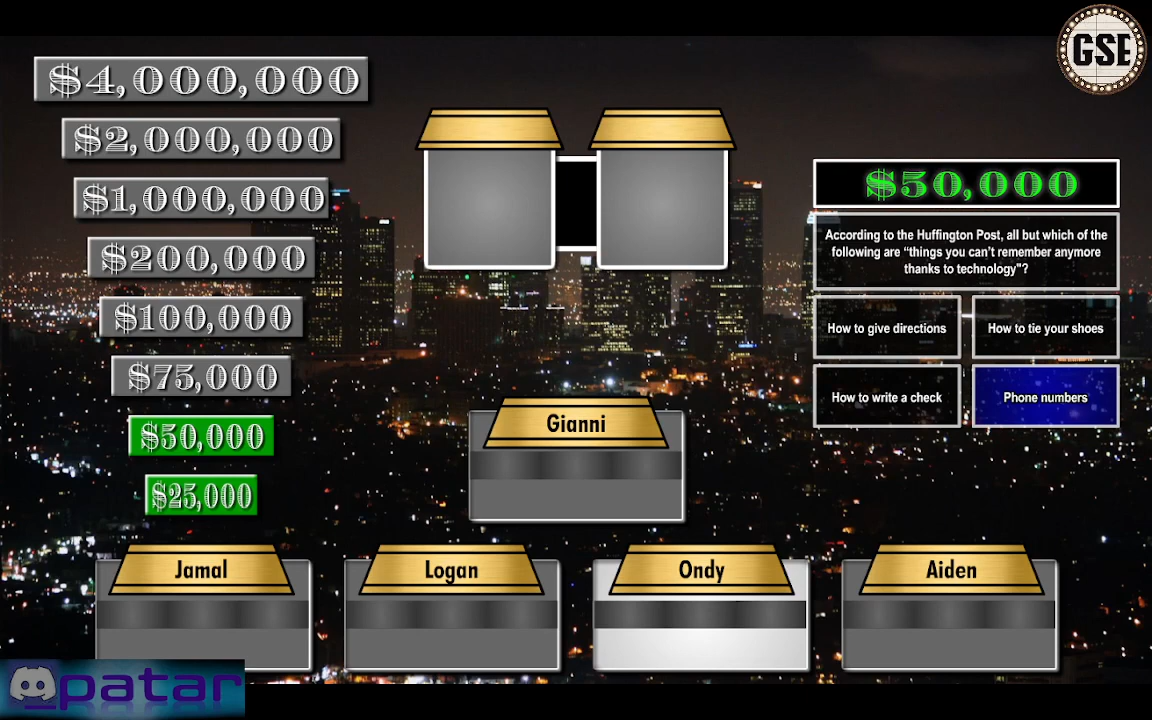 GSE
$4,000,000
$2,000,000
$1,000,000
$200,000
$100,000
$75,000
$50,000
$25,000
$50,000
According to the Huffington Post, all but which of the
following are “things you can’t remember anymore
thanks to technology”?
How to give directions
How to tie your shoes
How to write a check
Phone numbers
Gianni
Jamal
Logan
Ondy
Aiden
patar